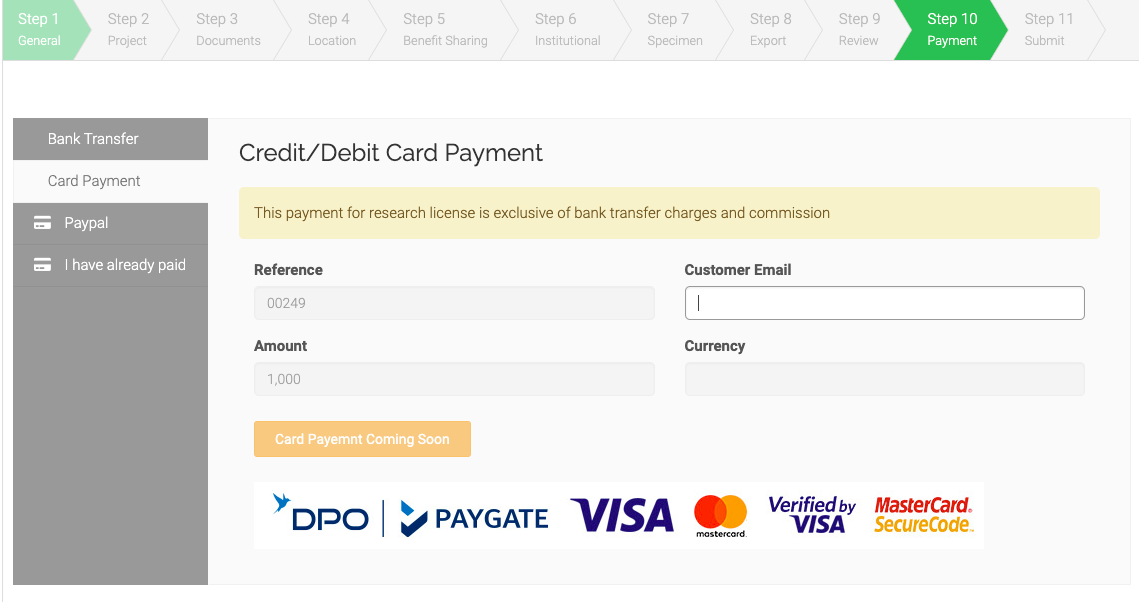 Step 1 Step 2 Step 3 Step 4 Step 5 Step 6 Step 7 Step 8 Step 9 Step 10 Step 11
General Project Documents Location Benefit Sharing Institutional Specimen Export Review Payment Submit
Bank Transfer
Card Payment
Paypal
I have already paid
Credit/Debit Card Payment
This payment for research license is exclusive of bank transfer charges and commission
Reference Customer Email
00249
Amount Currency
1,000
Card Payemnt Coming Soon
DPO PAYGATE VISA mastercard. Verified by VISA MasterCard. SecureCode.